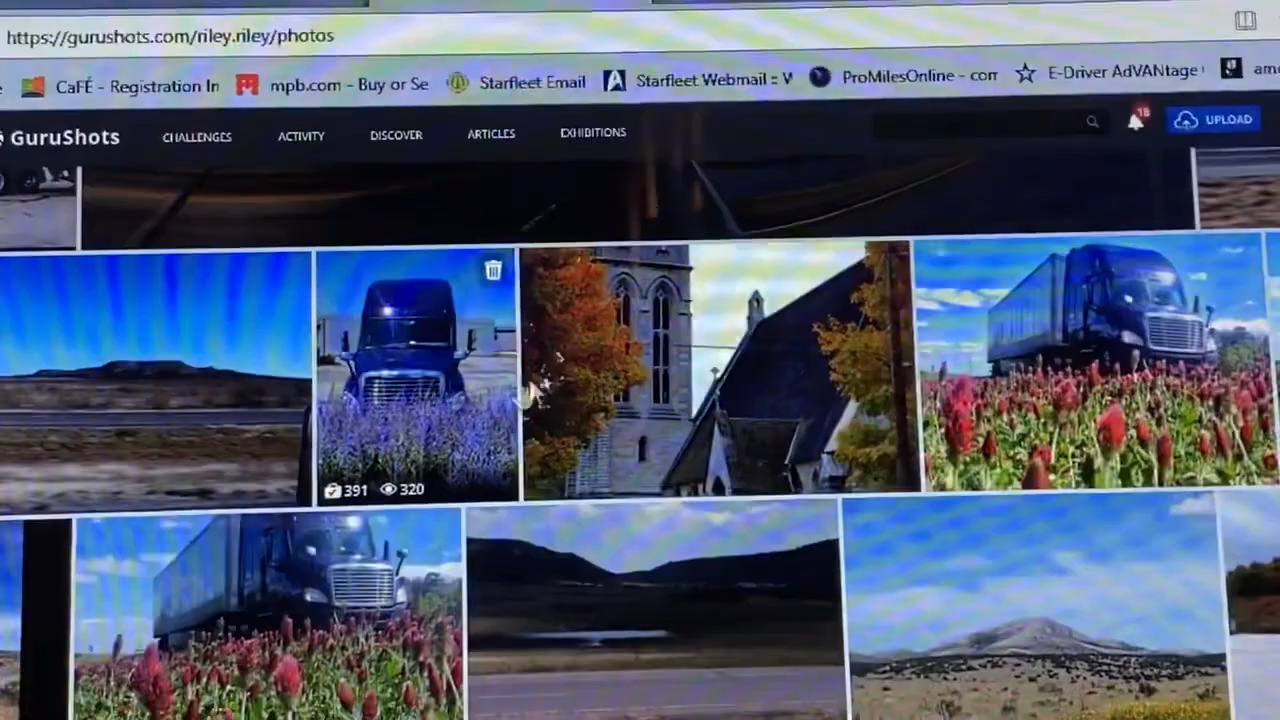 https://gurushots.com/riley.riley/photos
CaFÉ - Registration In mpb.com - Buy or Se Starfleet Email Starfleet Webmail :: W ProMilesOnline - com E-Driver AdVANtage ame
GuruShots CHALLENGES ACTIVITY DISCOVER ARTICLES EXHIBITIONS 18 UPLOAD
391 320